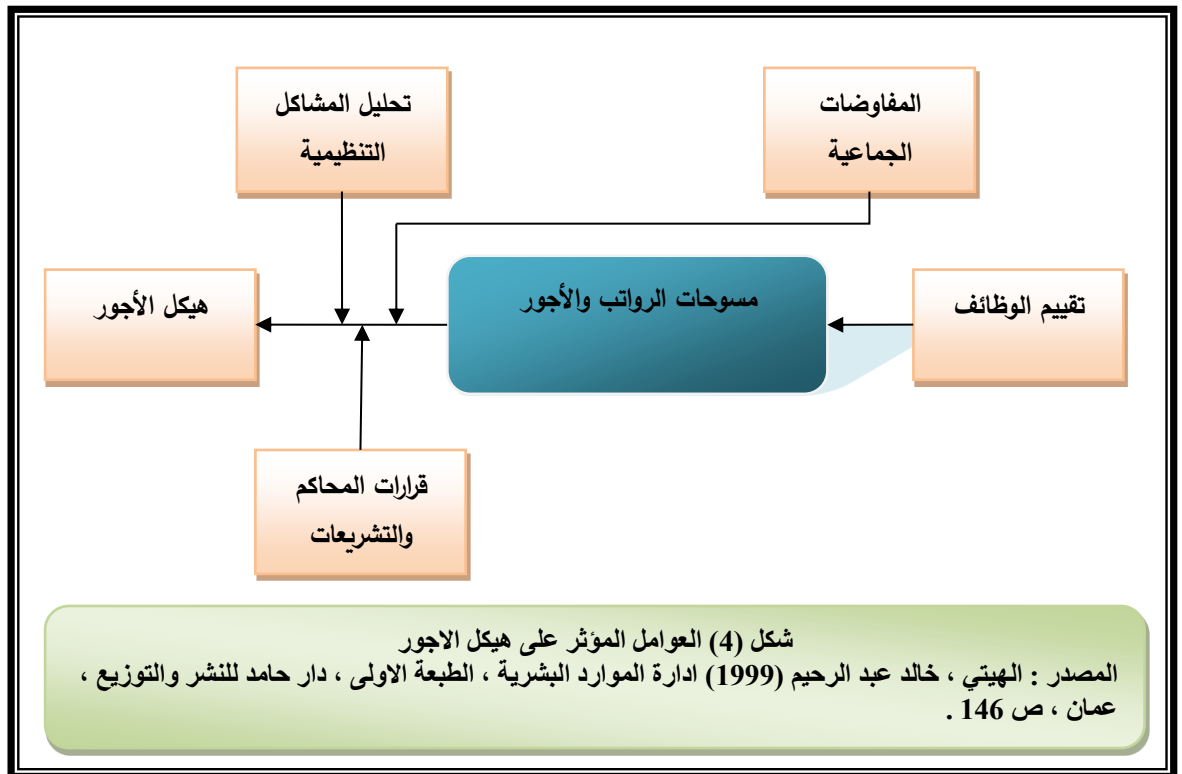 المفاوضات
الجماعية
تحليل المشاكل
التنظيمية
تقييم الوظائف
مسوحات الرواتب والأجور
هيكل الأجور
قرارات المحاكم
والتشريعات
شكل (4) العوامل المؤثر على هيكل الاجور
المصدر : الهيتي ، خالد عبد الرحيم (1999) ادارة الموارد البشرية ، الطبعة الاولى ، دار حامد للنشر والتوزيع ،
عمان ، ص 146 .